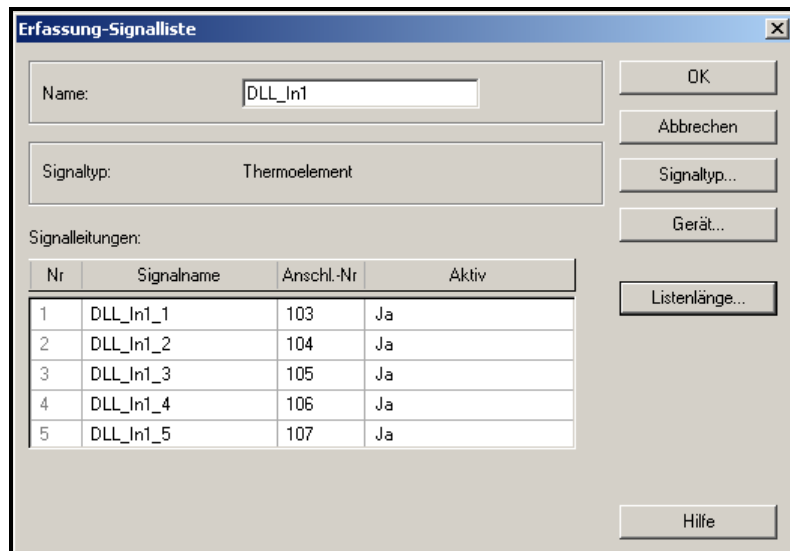 Erfassung-Signalliste
Name: DLL_In1
OK
Abbrechen
Signaltyp: Thermoelement
Signaltyp...
Gerät...
Signalleitungen:
Listenlänge...
Nr Signalname Anschl.-Nr Aktiv
1 DLL_In1_1 103 Ja
2 DLL_In1_2 104 Ja
3 DLL_In1_3 105 Ja
4 DLL_In1_4 106 Ja
5 DLL_In1_5 107 Ja
Hilfe